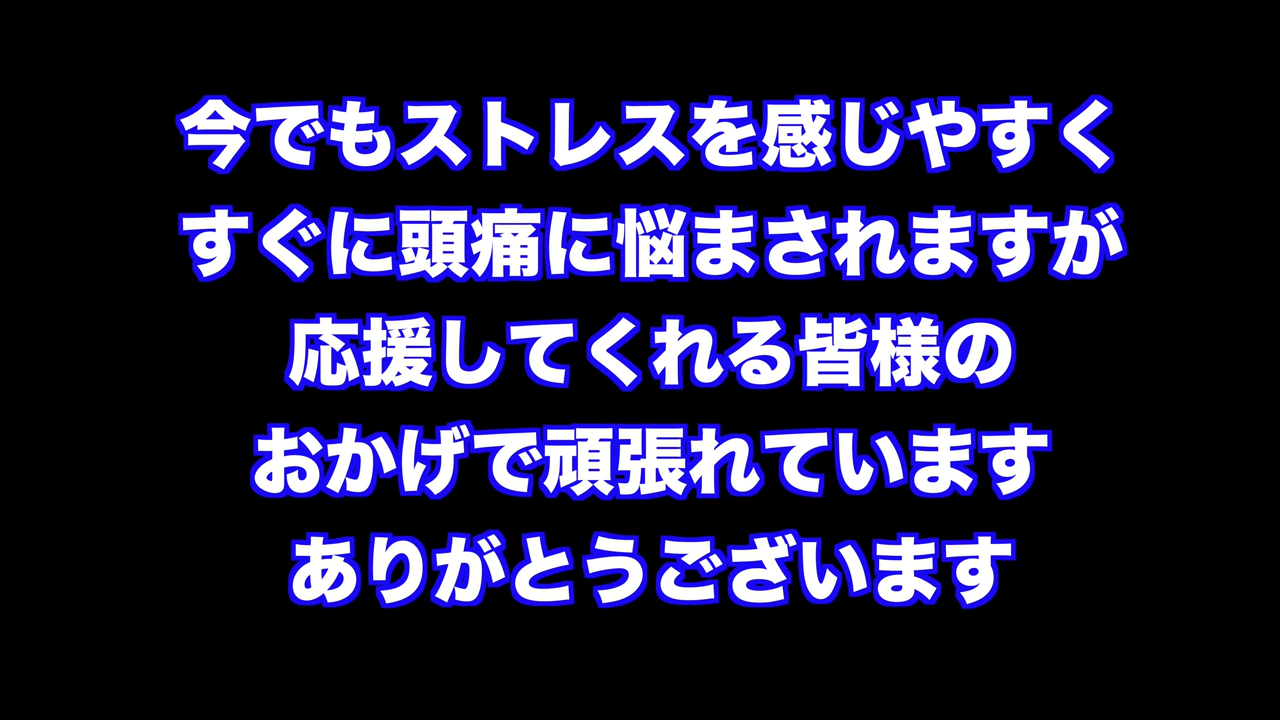 今でもストレスを感じやすく
すぐに頭痛に悩まされますが
応援してくれる皆様の
おかげで頑張れています
ありがとうございます